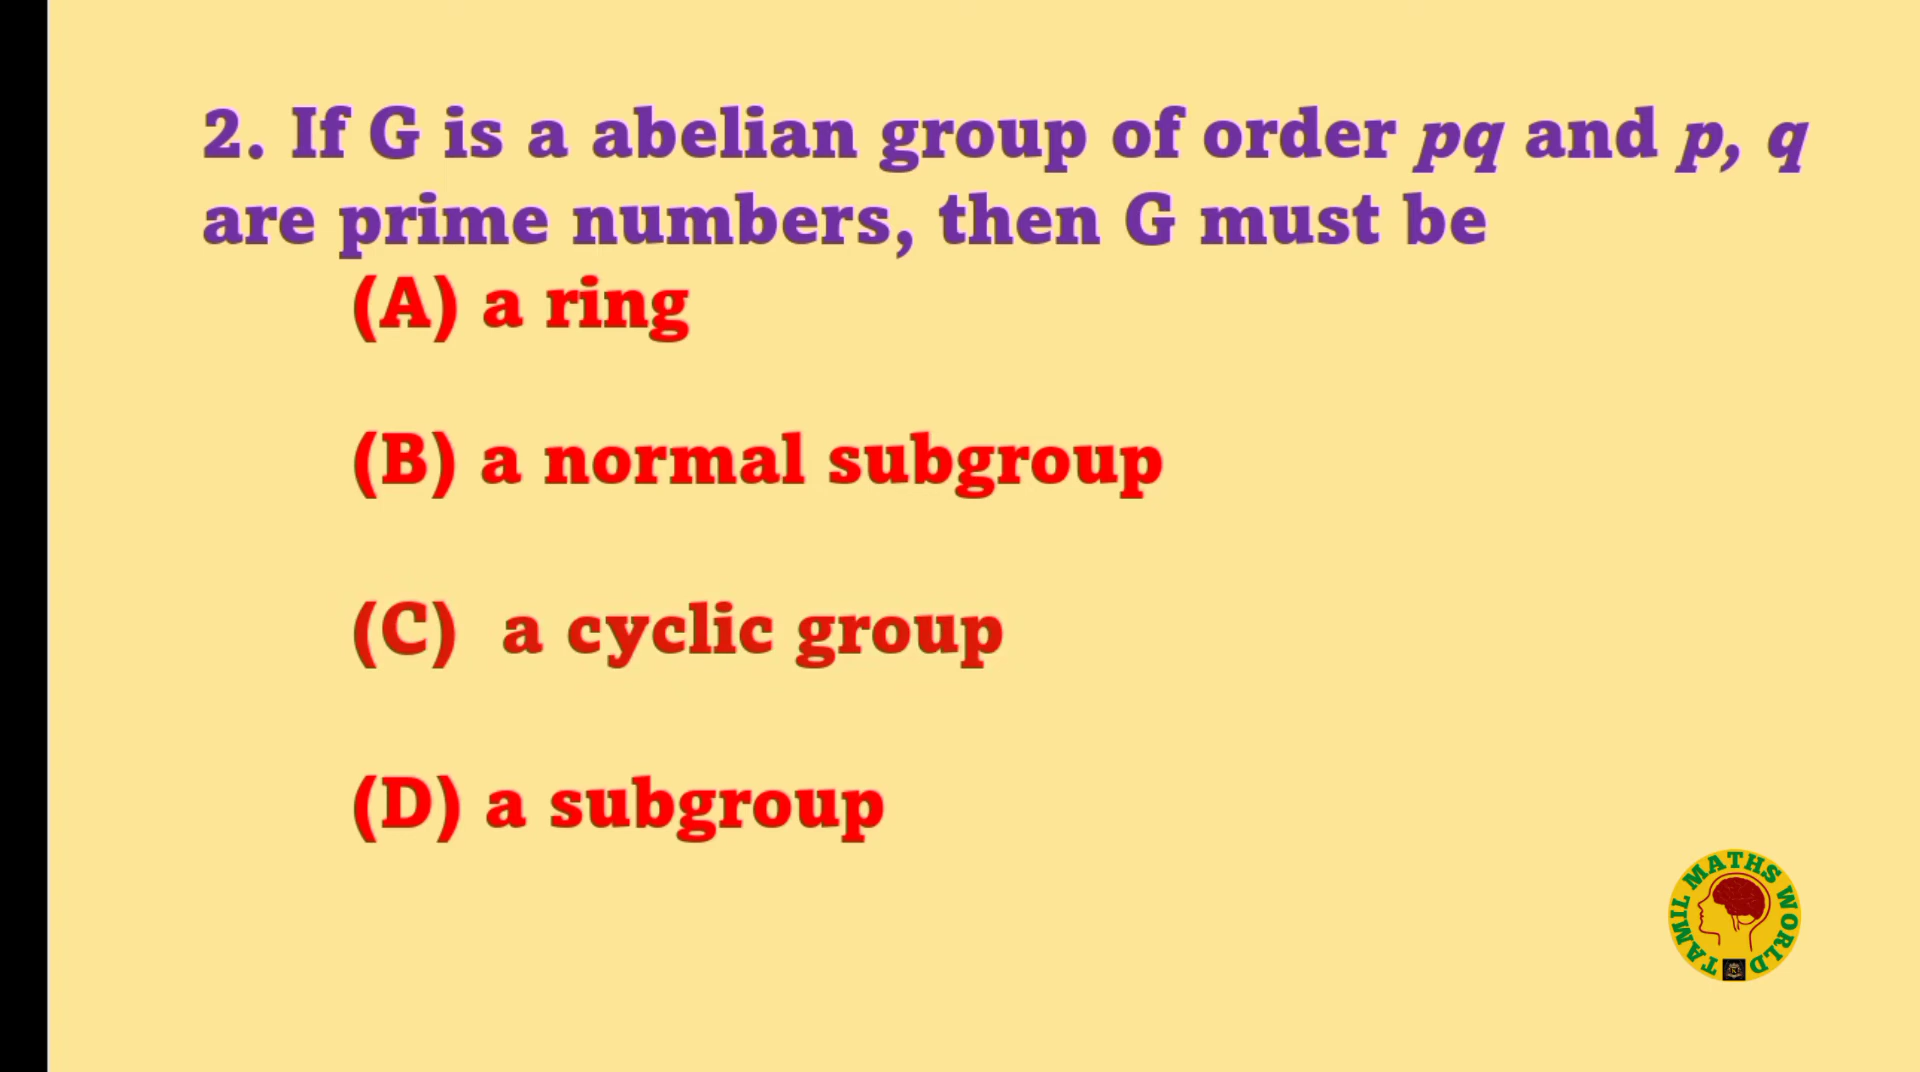 2. If G is a abelian group of order pq and p, q
are prime numbers, then G must be
(A) a ring
(B) a normal subgroup
(C) a cyclic group
(D) a subgroup
TAMIL MATHS WORLD